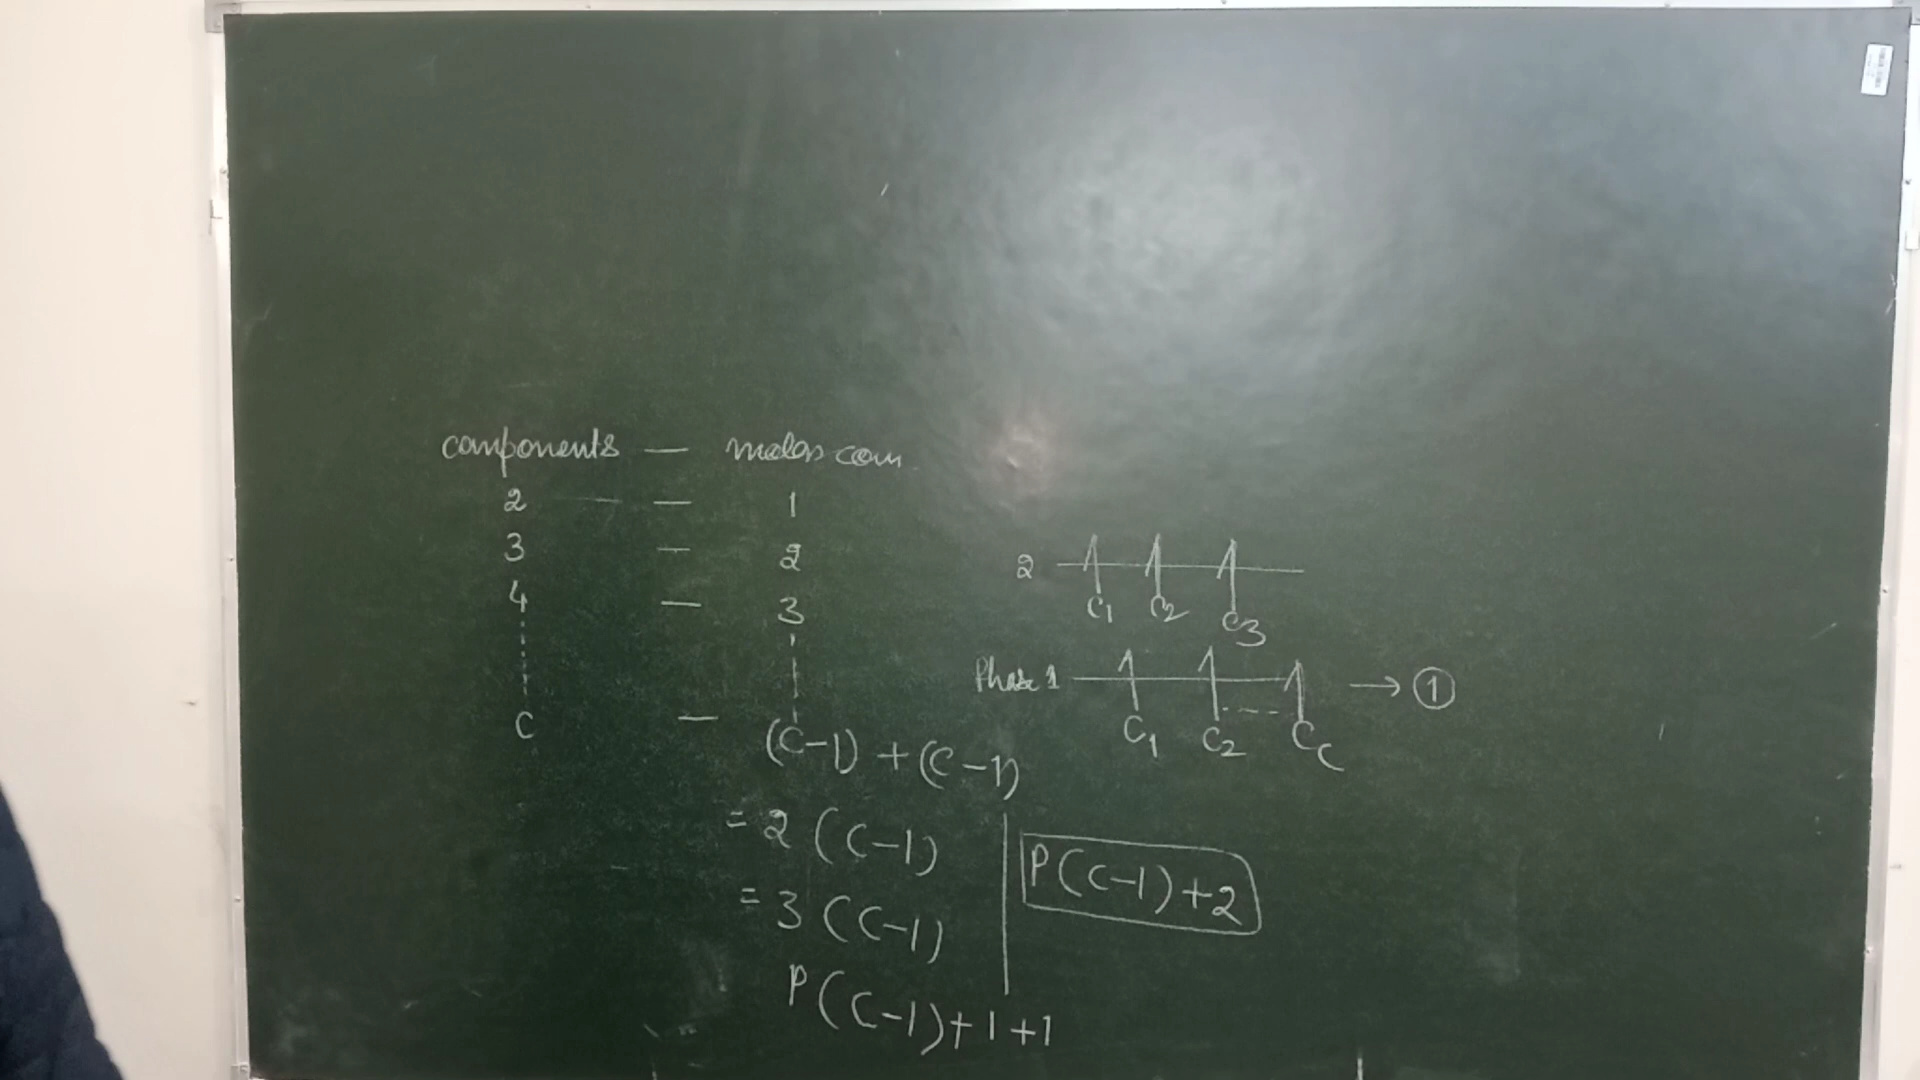 components — molar com.
2 — 1
3 — 2
4 — 3
C — (C-1) + (C-1)
= 2 (C-1)
= 3 (C-1)
P(C-1)+1+1
2
C1 C2 C3
Phase 1 → ①
C1 C2 ---- CC
P(C-1)+2